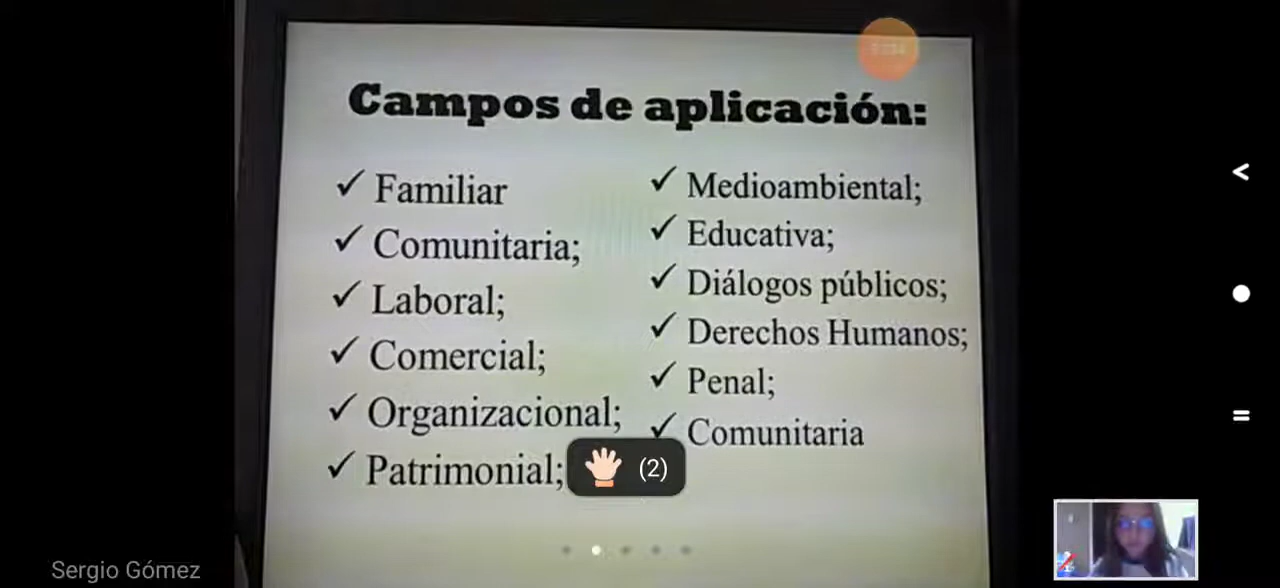 Campos de aplicación:
✓ Familiar
✓ Comunitaria;
✓ Laboral;
✓ Comercial;
✓ Organizacional;
✓ Patrimonial;
✓ Medioambiental;
✓ Educativa;
✓ Diálogos públicos;
✓ Derechos Humanos;
✓ Penal;
✓ Comunitaria
(2)
Sergio Gómez